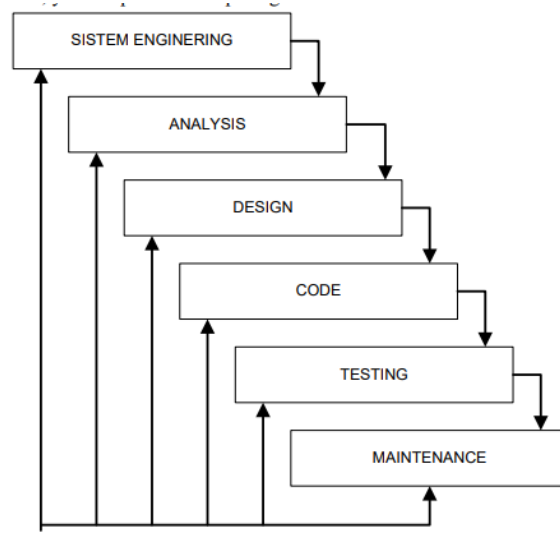 SISTEM ENGINERING
ANALYSIS
DESIGN
CODE
TESTING
MAINTENANCE